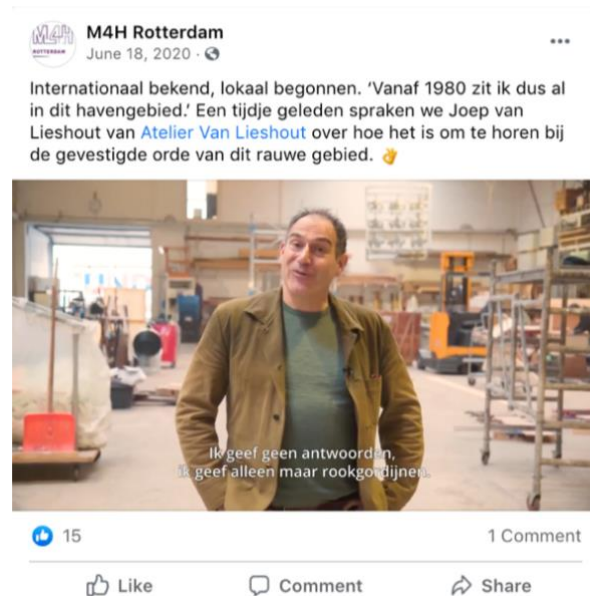 M4H
ROTTERDAM
M4H Rotterdam
June 18, 2020 ·
Internationaal bekend, lokaal begonnen. ‘Vanaf 1980 zit ik dus al
in dit havengebied.’ Een tijdje geleden spraken we Joep van
Lieshout van Atelier Van Lieshout over hoe het is om te horen bij
de gevestigde orde van dit rauwe gebied. 👌
Ik geef geen antwoorden,
ik geef alleen maar rookgordijnen.
15
1 Comment
Like
Comment
Share